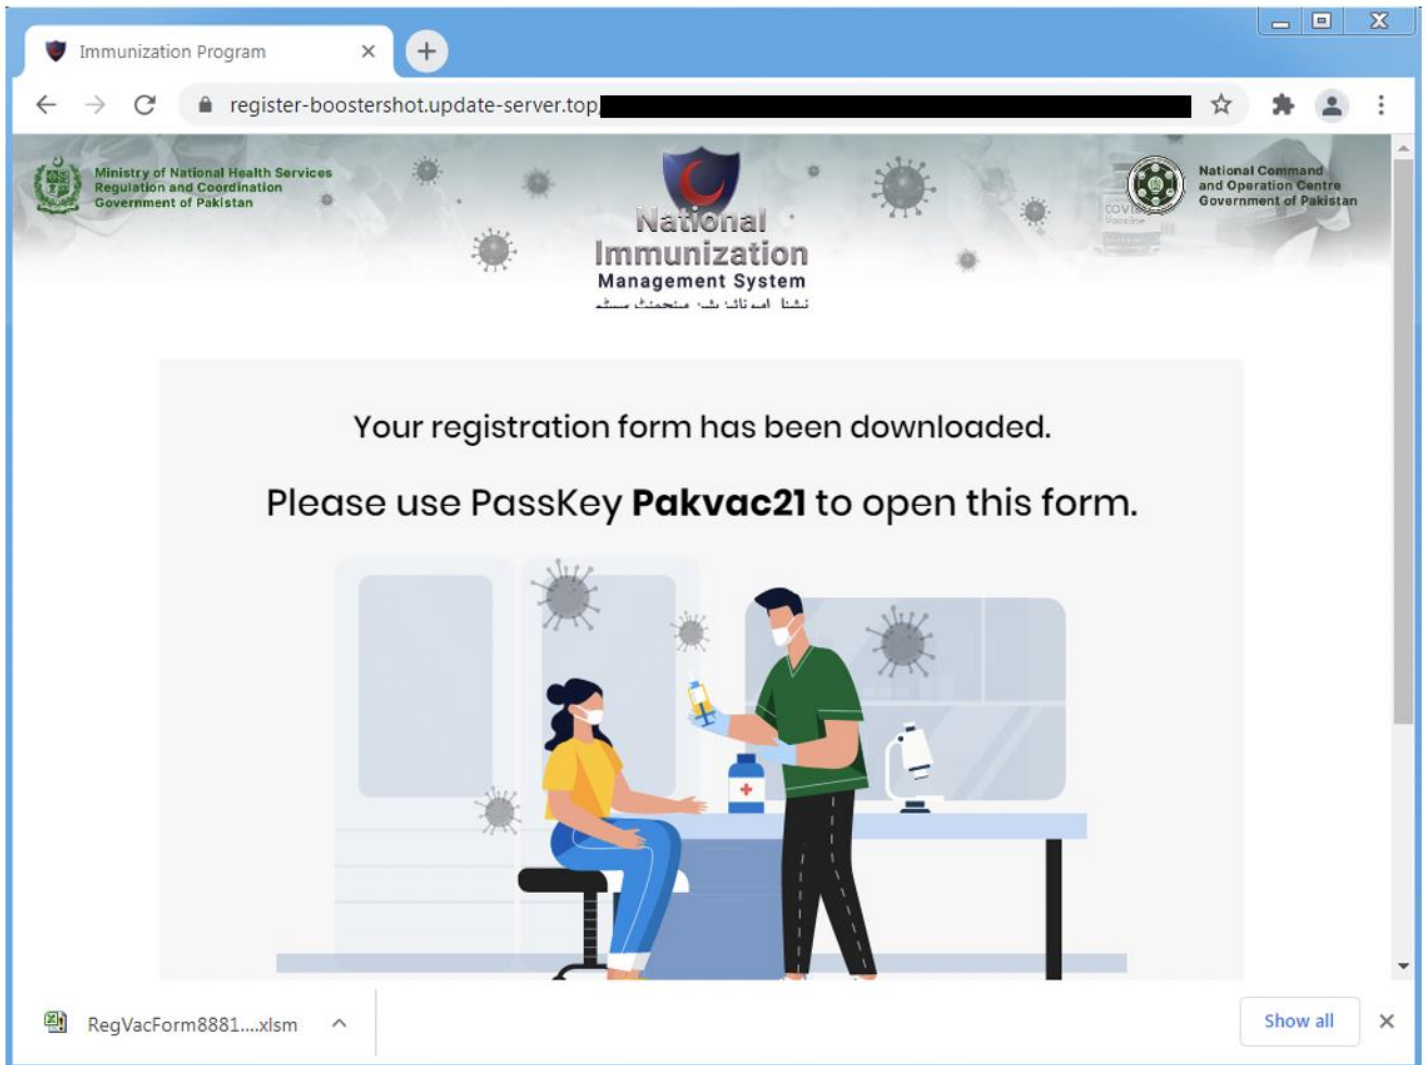 Immunization Program
register-boostershot.update-server.top
Ministry of National Health Services
Regulation and Coordination
Government of Pakistan
National
Immunization
Management System
National Command
and Operation Centre
Government of Pakistan
COVID
Vaccine
Your registration form has been downloaded.
Please use PassKey Pakvac21 to open this form.
RegVacForm8881....xlsm
Show all